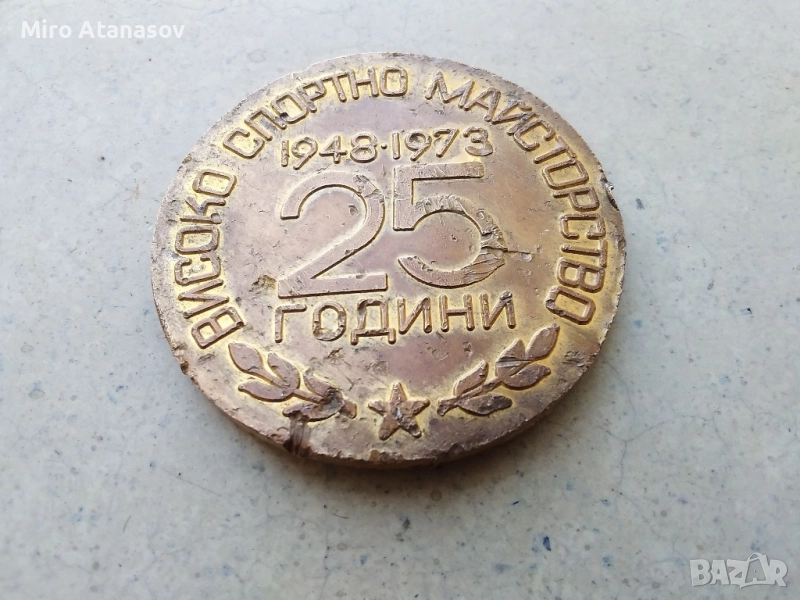 Miro Atanasov
ВИСОКО СПОРТНО МАЙСТОРСТВО
1948·1973
25
ГОДИНИ
BAZAR